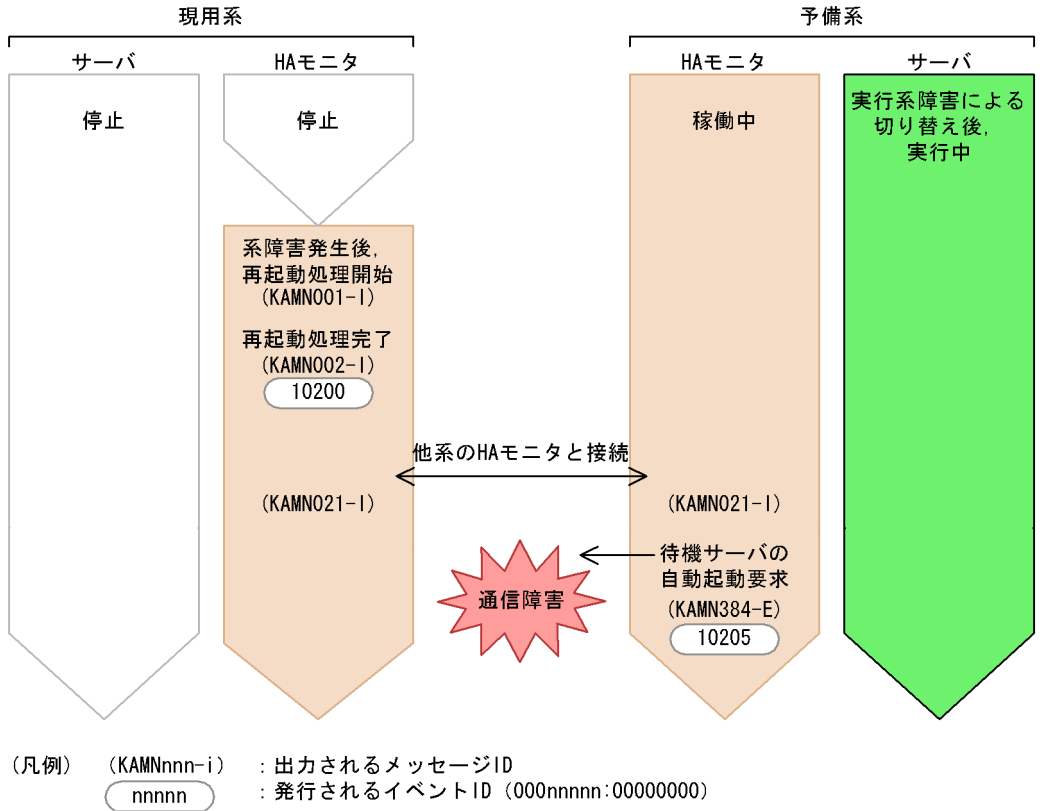 現用系
予備系
サーバ
HAモニタ
HAモニタ
サーバ
停止
停止
稼働中
実行系障害による
切り替え後,
実行中
系障害発生後,
再起動処理開始
(KAMN001-I)
再起動処理完了
(KAMN002-I)
10200
他系のHAモニタと接続
(KAMN021-I)
(KAMN021-I)
通信障害
待機サーバの
自動起動要求
(KAMN384-E)
10205
(凡例) (KAMNnnn-i) :出力されるメッセージID
nnnnn :発行されるイベントID(000nnnnn:00000000)